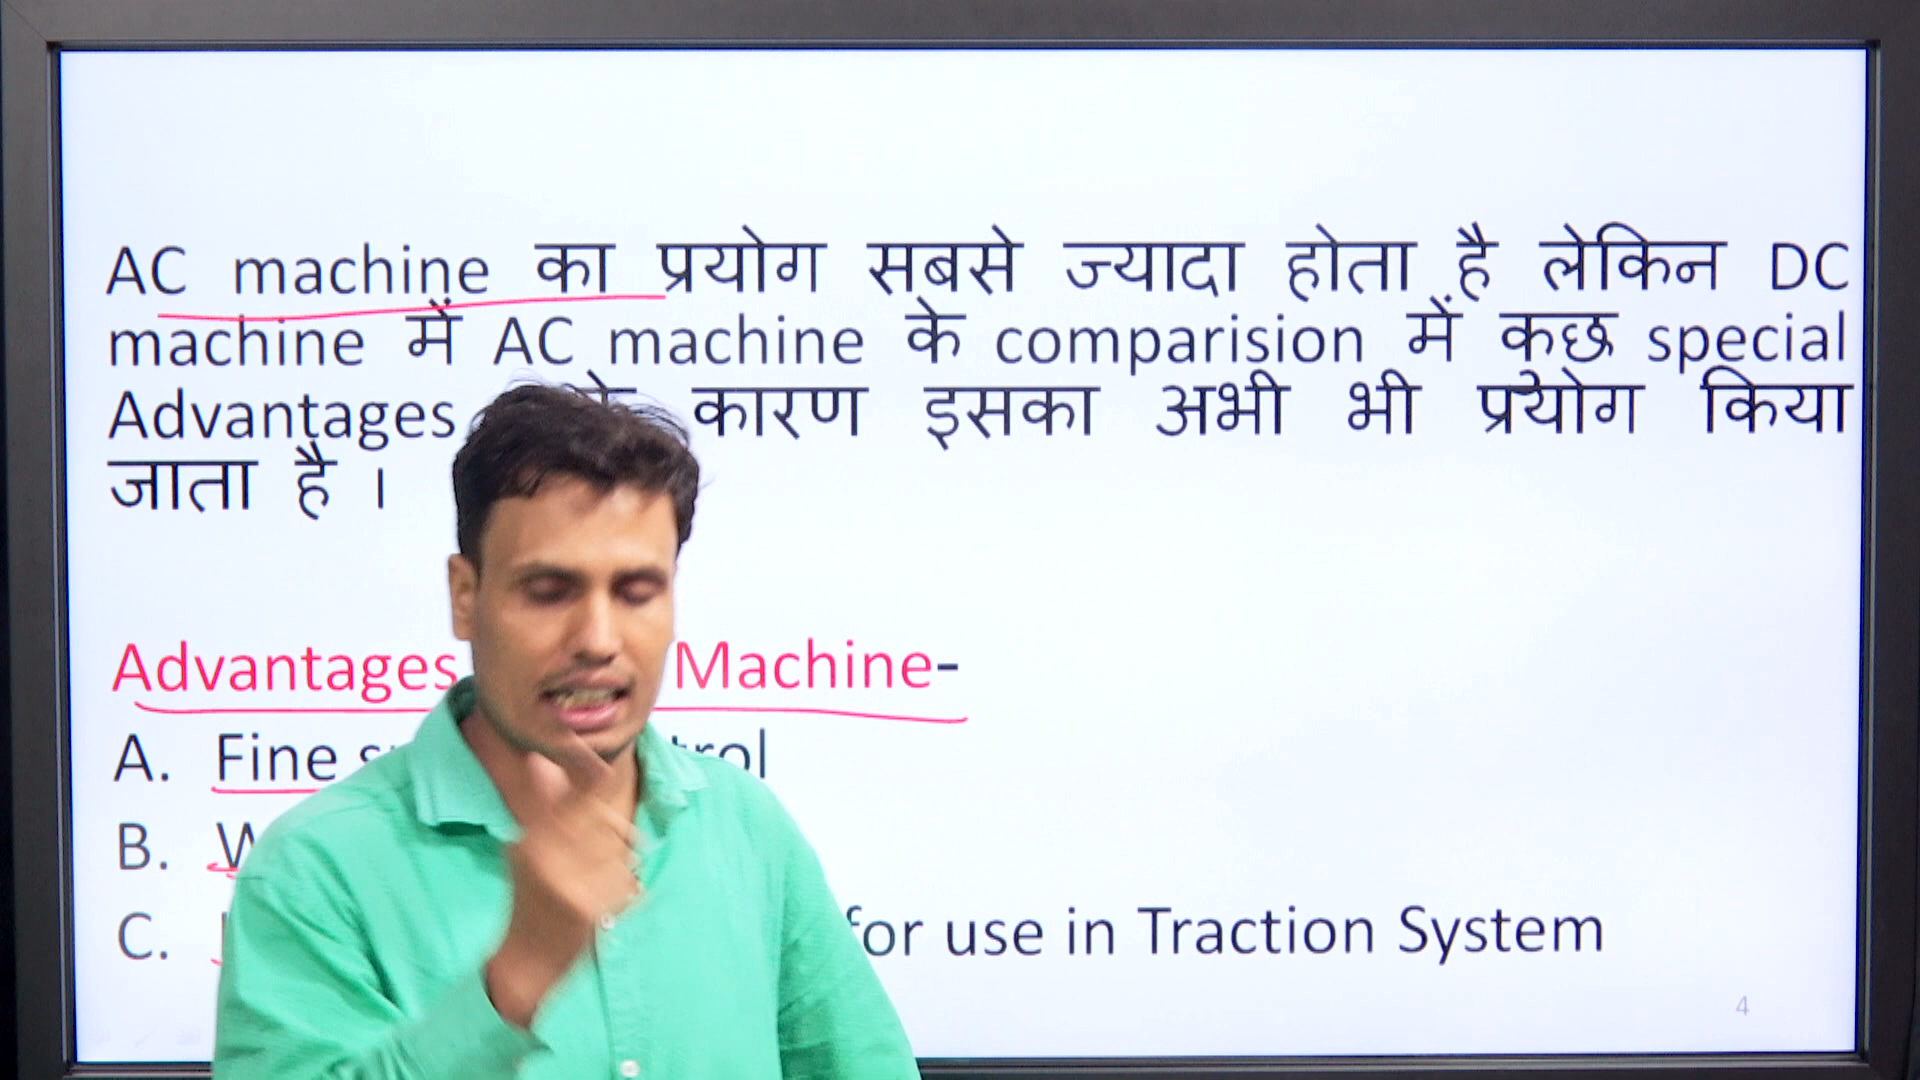 AC machine का प्रयोग सबसे ज्यादा होता है लेकिन DC
machine में AC machine के comparision में कुछ special
Advantages के कारण इसका अभी भी प्रयोग किया
जाता है ।
Advantages Machine-
A. Fine
B.
C. for use in Traction System
4